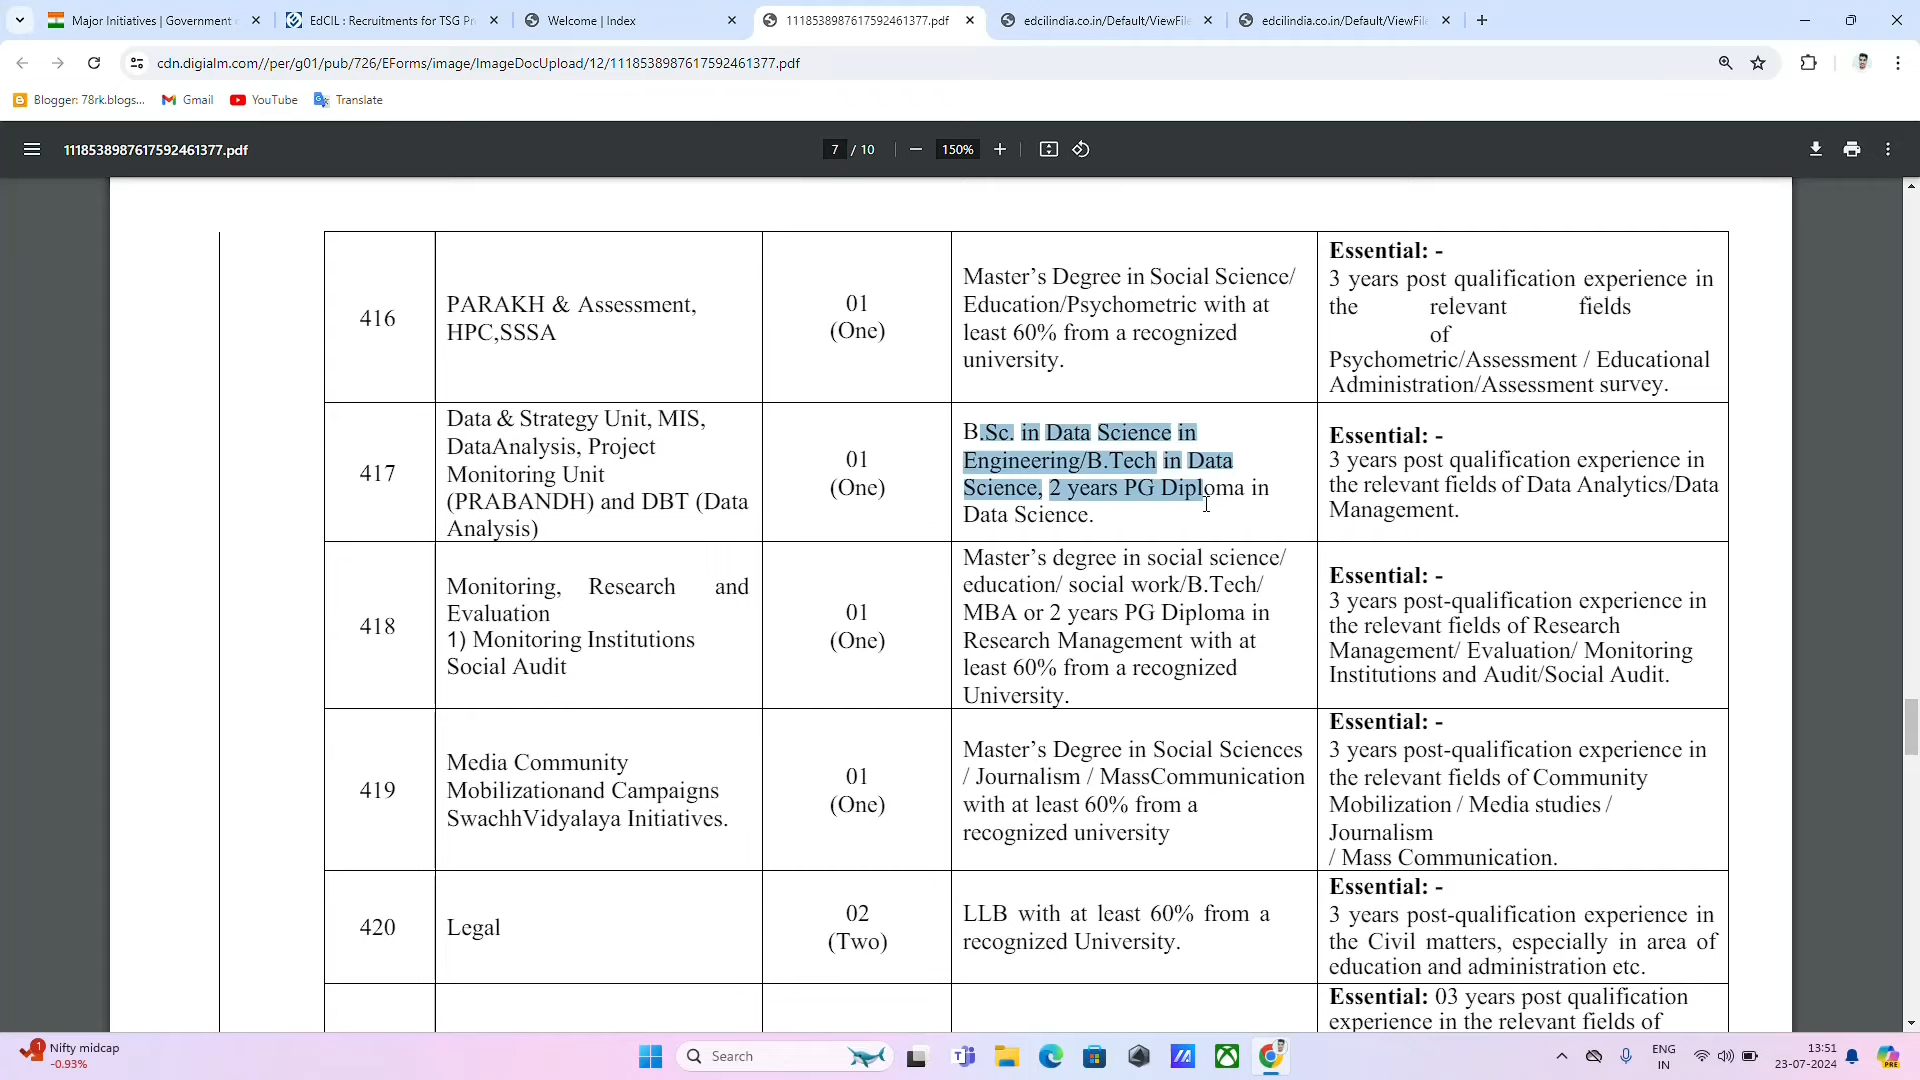 Major Initiatives | Government
EdCIL : Recruitments for TSG Pr
Welcome | Index
1118538987617592461377.pdf
edcilindia.co.in/Default/ViewFile
edcilindia.co.in/Default/ViewFile
cdn.digialm.com//per/g01/pub/726/EForms/image/ImageDocUpload/12/1118538987617592461377.pdf
Blogger: 78rk.blogs...
Gmail
YouTube
Translate
1118538987617592461377.pdf
7 / 10
150%
416
PARAKH & Assessment,
HPC,SSSA
01
(One)
Master's Degree in Social Science/
Education/Psychometric with at
least 60% from a recognized
university.
Essential: -
3 years post qualification experience in
the relevant fields
of
Psychometric/Assessment / Educational
Administration/Assessment survey.
417
Data & Strategy Unit, MIS,
DataAnalysis, Project
Monitoring Unit
(PRABANDH) and DBT (Data
Analysis)
01
(One)
B.Sc. in Data Science in
Engineering/B.Tech in Data
Science, 2 years PG Diploma in
Data Science.
Essential: -
3 years post qualification experience in
the relevant fields of Data Analytics/Data
Management.
418
Monitoring, Research and
Evaluation
1) Monitoring Institutions
Social Audit
01
(One)
Master's degree in social science/
education/ social work/B.Tech/
MBA or 2 years PG Diploma in
Research Management with at
least 60% from a recognized
University.
Essential: -
3 years post-qualification experience in
the relevant fields of Research
Management/ Evaluation/ Monitoring
Institutions and Audit/Social Audit.
419
Media Community
Mobilizationand Campaigns
SwachhVidyalaya Initiatives.
01
(One)
Master's Degree in Social Sciences
/ Journalism / MassCommunication
with at least 60% from a
recognized university
Essential: -
3 years post-qualification experience in
the relevant fields of Community
Mobilization / Media studies /
Journalism
/ Mass Communication.
420
Legal
02
(Two)
LLB with at least 60% from a
recognized University.
Essential: -
3 years post-qualification experience in
the Civil matters, especially in area of
education and administration etc.
Essential: 03 years post qualification
experience in the relevant fields of
1
Nifty midcap
-0.93%
Search
ENG
IN
13:51
23-07-2024
PRE